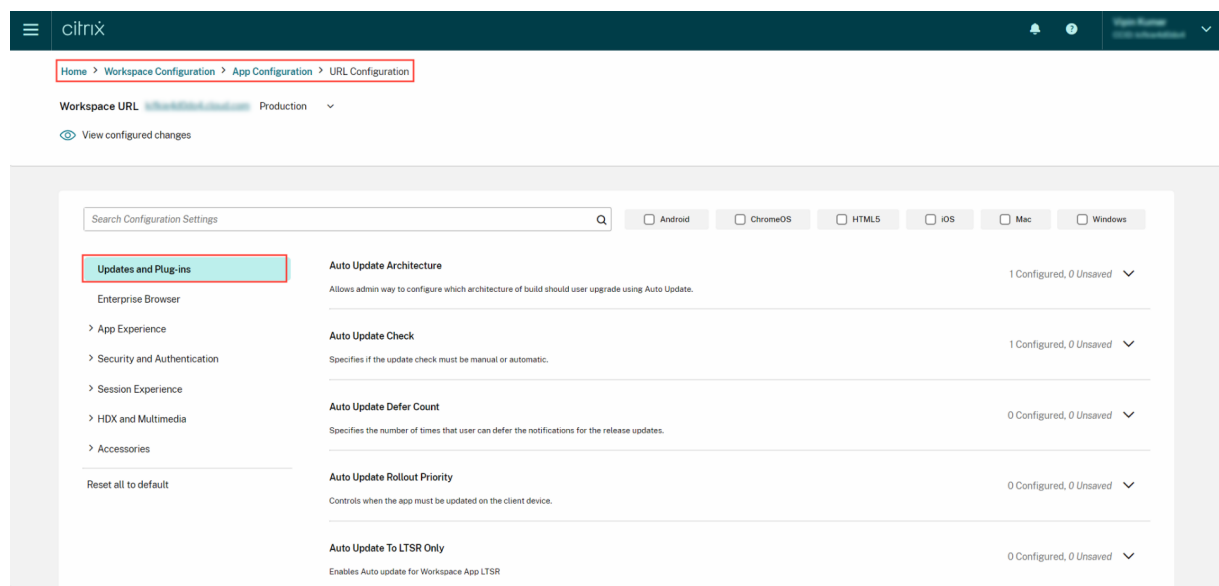 citrix
Home > Workspace Configuration > App Configuration > URL Configuration
Workspace URL Production
View configured changes
Search Configuration Settings
Android ChromeOS HTML5 iOS Mac Windows
Updates and Plug-ins
Enterprise Browser
> App Experience
> Security and Authentication
> Session Experience
> HDX and Multimedia
> Accessories
Reset all to default
Auto Update Architecture
Allows admin way to configure which architecture of build should user upgrade using Auto Update.
1 Configured, 0 Unsaved
Auto Update Check
Specifies if the update check must be manual or automatic.
1 Configured, 0 Unsaved
Auto Update Defer Count
Specifies the number of times that user can defer the notifications for the release updates.
0 Configured, 0 Unsaved
Auto Update Rollout Priority
Controls when the app must be updated on the client device.
0 Configured, 0 Unsaved
Auto Update To LTSR Only
Enables Auto update for Workspace App LTSR
0 Configured, 0 Unsaved